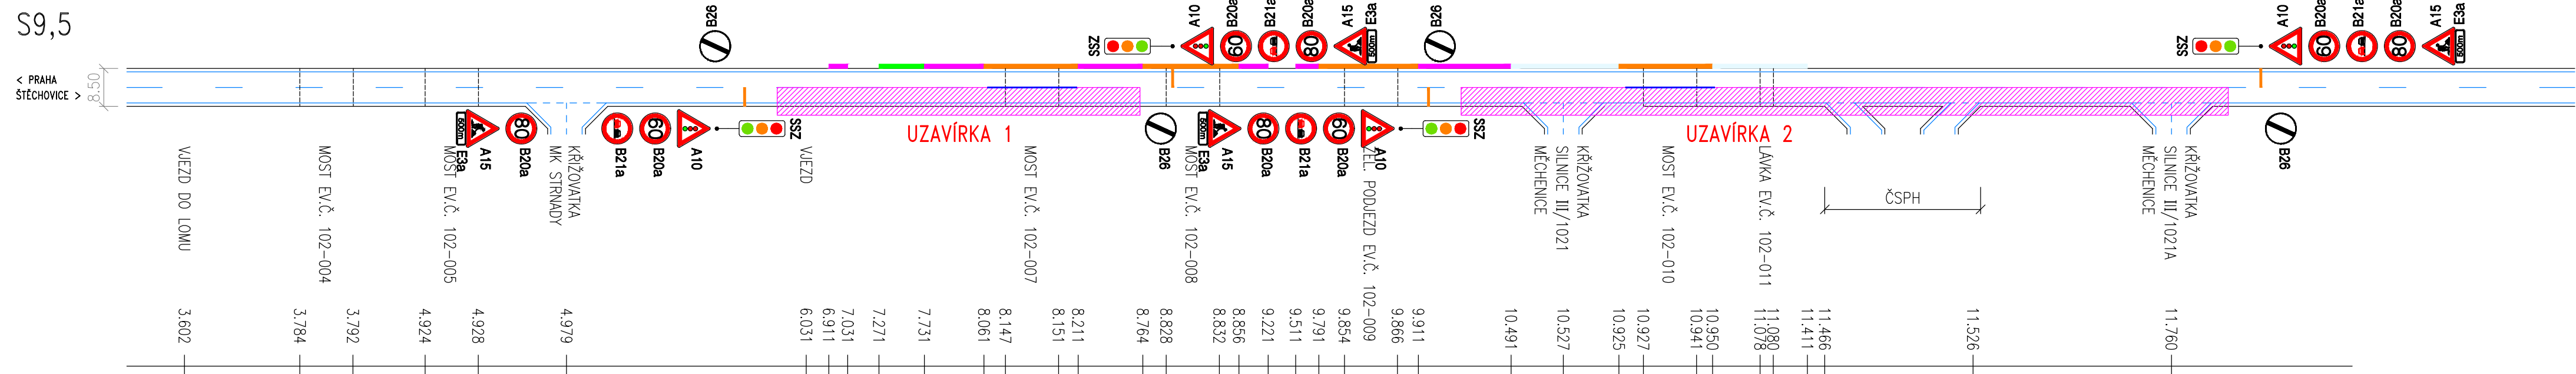 S9,5
< PRAHA
ŠTĚCHOVICE >
8.50
B26
SSZ
A10
B20a
B21a
B20a
A15
E3a
60
80
500m
B26
SSZ
A10
B20a
B21a
B20a
A15
E3a
60
80
500m
UZAVÍRKA 1
UZAVÍRKA 2
500m
80
60
E3a
A15
B20a
B21a
B20a
A10
SSZ
B26
500m
80
60
E3a
A15
B20a
B21a
B20a
A10
SSZ
B26
VJEZD DO LOMU
MOST EV.Č. 102-004
MOST EV.Č. 102-005
KŘIŽOVATKA
MK STRNADY
VJEZD
MOST EV.Č. 102-007
MOST EV.Č. 102-008
ŽEL. PODJEZD EV.Č. 102-009
KŘIŽOVATKA
SILNICE III/1021
MĚCHENICE
MOST EV.Č. 102-010
LÁVKA EV.Č. 102-011
ČSPH
KŘIŽOVATKA
SILNICE III/1021A
MĚCHENICE
3.602
3.784
3.792
4.924
4.928
4.979
6.031
6.911
7.031
7.271
7.731
8.061
8.147
8.151
8.211
8.764
8.828
8.832
8.856
9.221
9.511
9.791
9.854
9.866
9.911
10.491
10.527
10.925
10.927
10.941
10.950
11.078
11.080
11.411
11.466
11.526
11.760